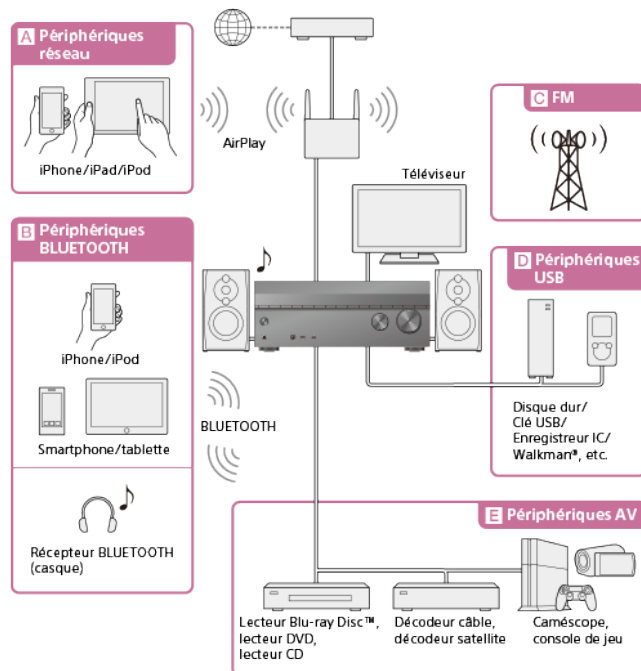 A Périphériques
réseau
iPhone/iPad/iPod
AirPlay
C FM
Téléviseur
B Périphériques
BLUETOOTH
iPhone/iPod
Smartphone/tablette
BLUETOOTH
Récepteur BLUETOOTH
(casque)
D Périphériques
USB
Disque dur/
Clé USB/
Enregistreur IC/
Walkman®, etc.
E Périphériques AV
Lecteur Blu-ray Disc™,
lecteur DVD,
lecteur CD
Décodeur câble,
décodeur satellite
Caméscope,
console de jeu